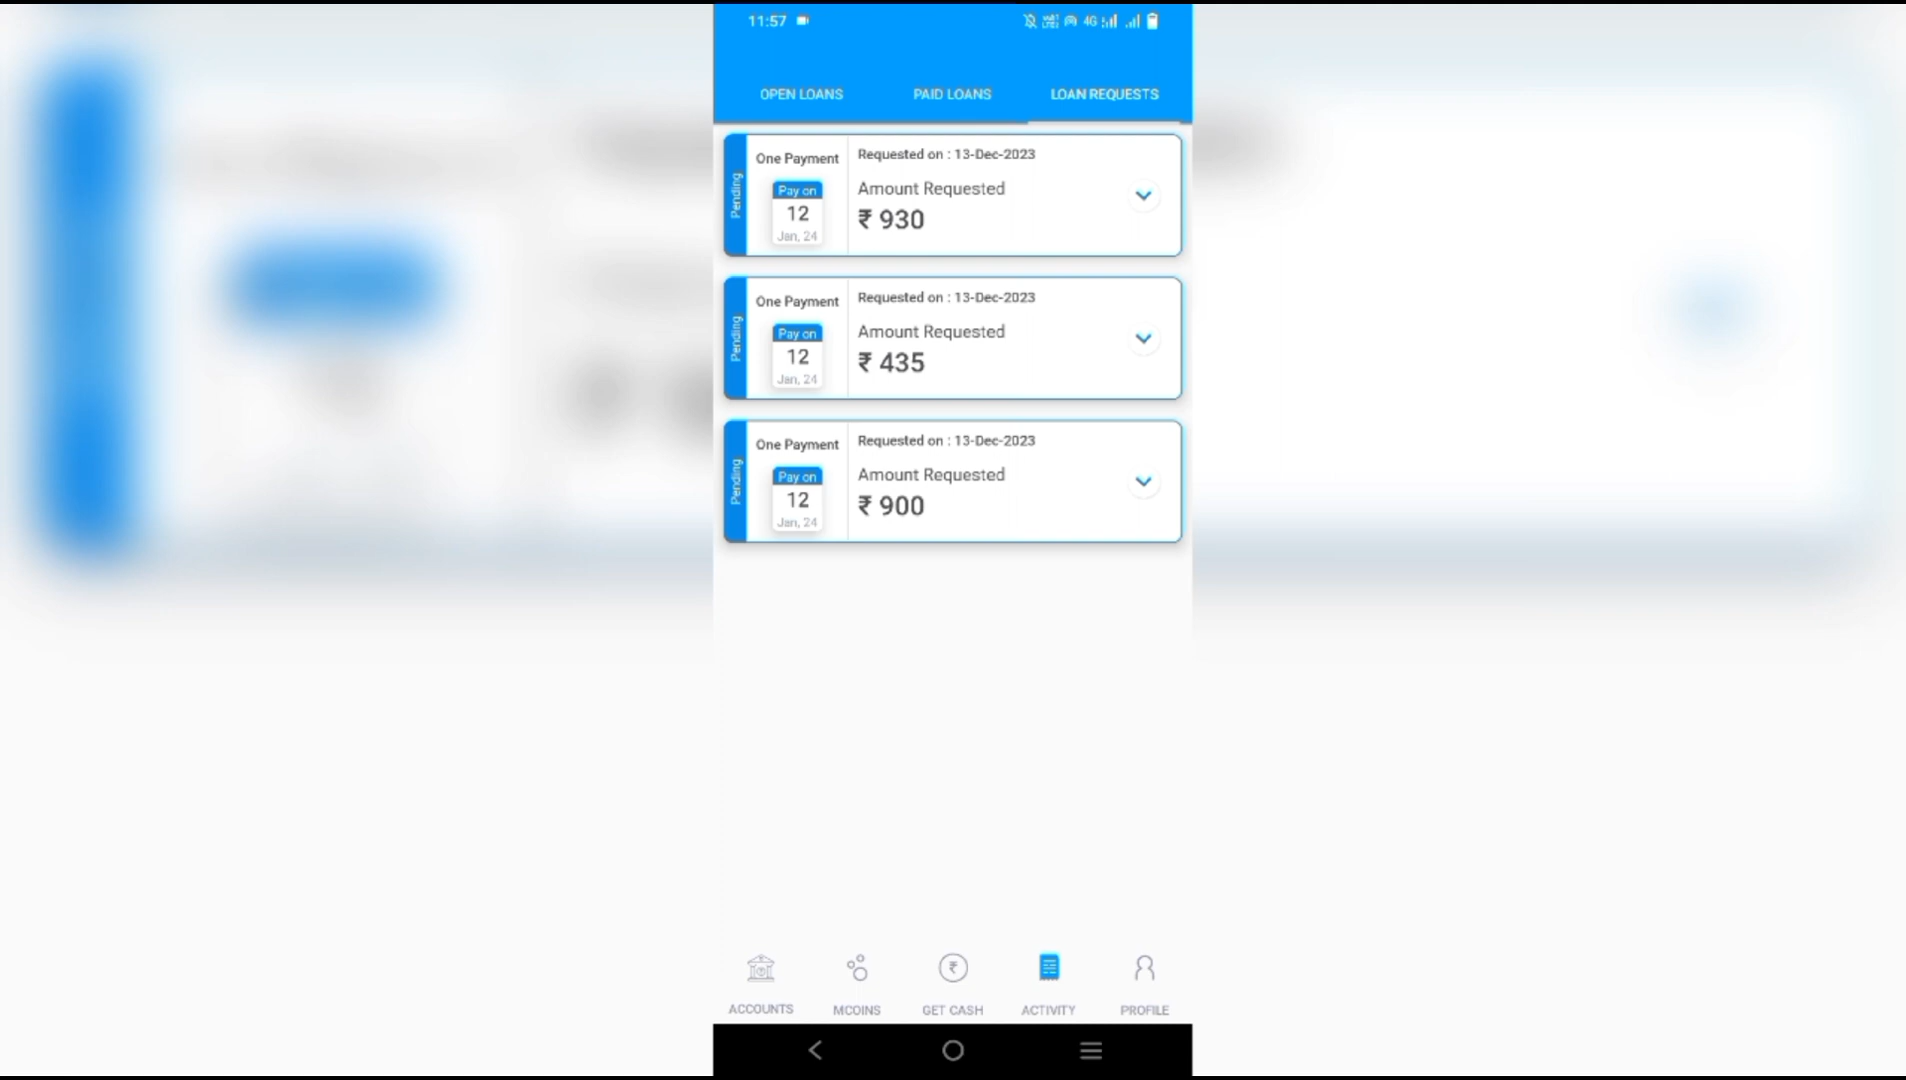 11:57
4G
OPEN LOANS PAID LOANS LOAN REQUESTS
Pending
One Payment
Pay on
12
Jan, 24
Requested on : 13-Dec-2023
Amount Requested
₹ 930
Pending
One Payment
Pay on
12
Jan, 24
Requested on : 13-Dec-2023
Amount Requested
₹ 435
Pending
One Payment
Pay on
12
Jan, 24
Requested on : 13-Dec-2023
Amount Requested
₹ 900
ACCOUNTS MCOINS GET CASH ACTIVITY PROFILE